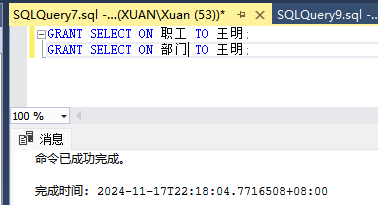 SQLQuery7.sql -...(XUAN\Xuan (53))*
SQLQuery9.sql -
GRANT SELECT ON 职工 TO 王明;
GRANT SELECT ON 部门 TO 王明;
100 %
消息
命令已成功完成。
完成时间: 2024-11-17T22:18:04.7716508+08:00